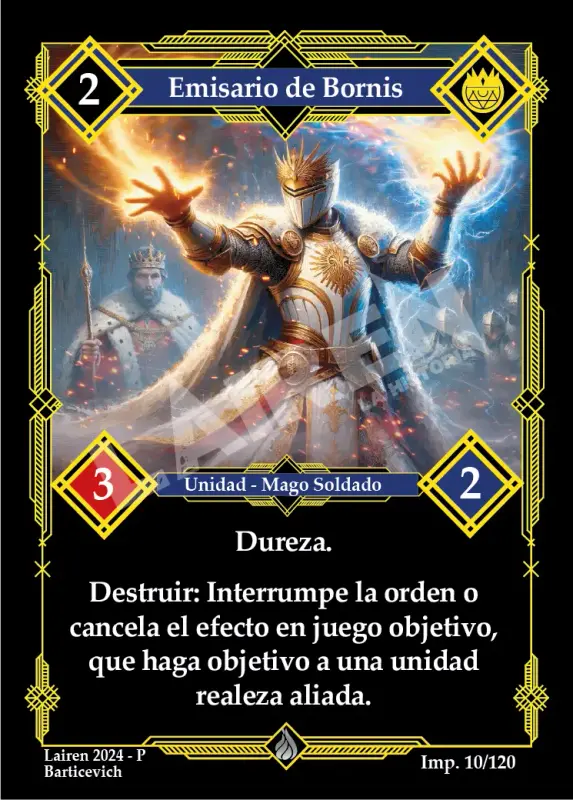 2
Emisario de Bornis
3
Unidad - Mago Soldado
2
Dureza.
Destruir: Interrumpe la orden o
cancela el efecto en juego objetivo,
que haga objetivo a una unidad
realeza aliada.
Lairen 2024 - P
Barticevich
Imp. 10/120